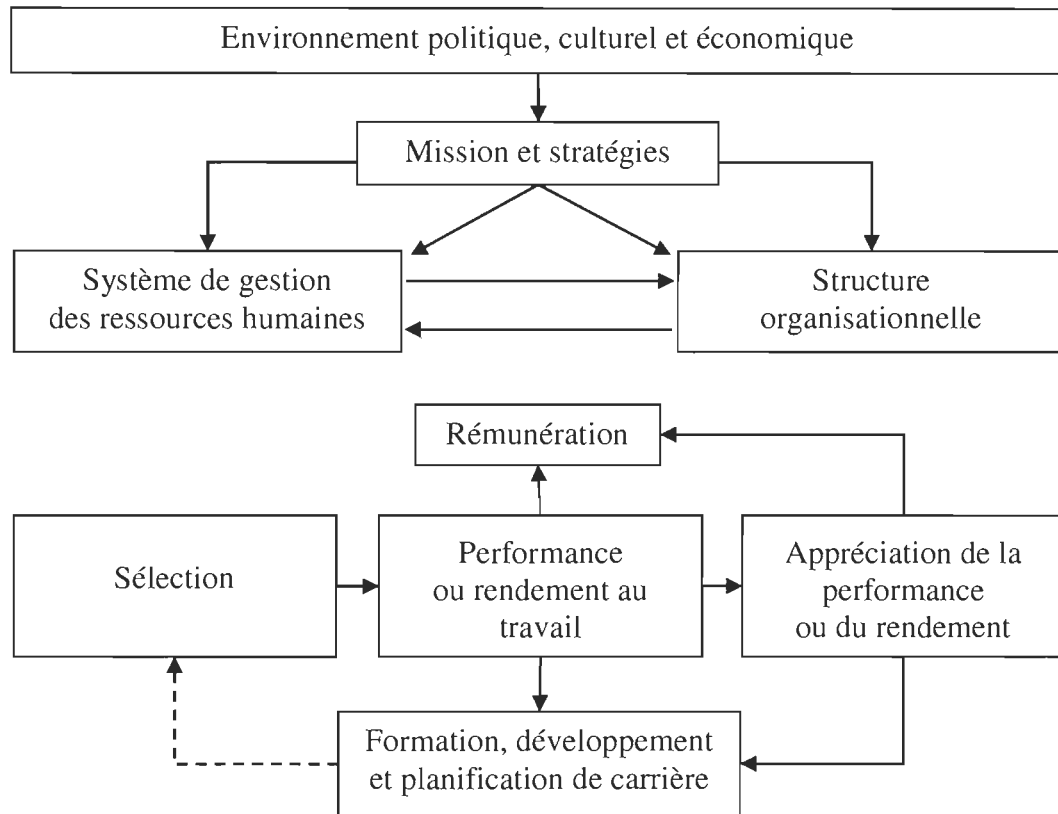 Environnement politique, culturel et économique
Mission et stratégies
Système de gestion
des ressources humaines
Structure
organisationnelle
Rémunération
Sélection
Performance
ou rendement au
travail
Appréciation de la
performance
ou du rendement
Formation, développement
et planification de carrière